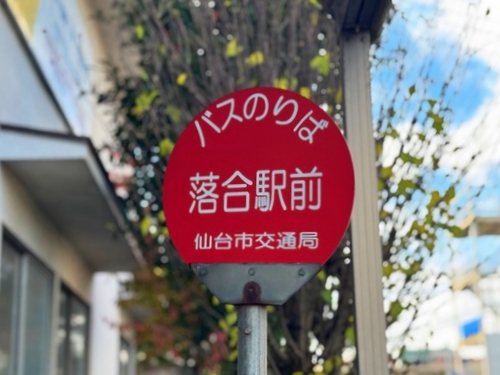 バスのりば
落合駅前
仙台市交通局